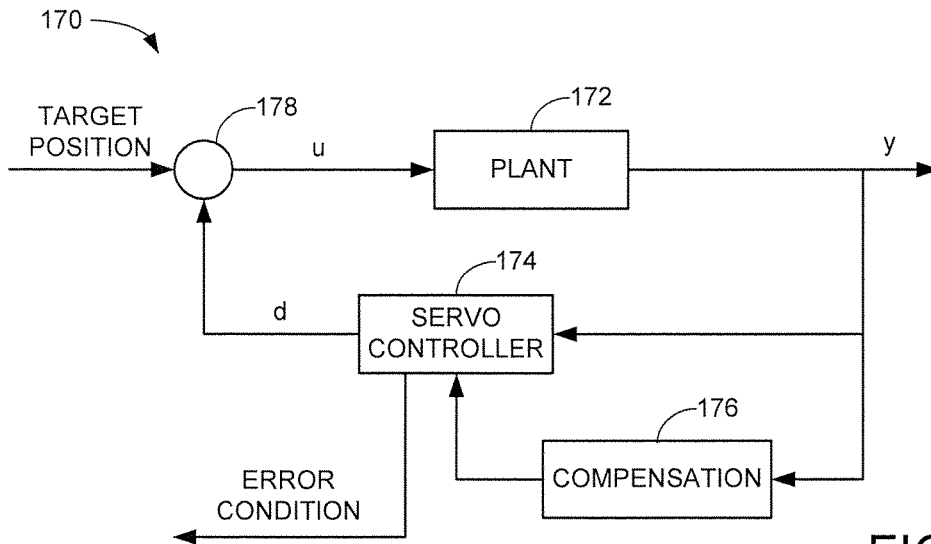 170
TARGET
POSITION
178
u
172
PLANT
y
174
d
SERVO
CONTROLLER
176
COMPENSATION
ERROR
CONDITION